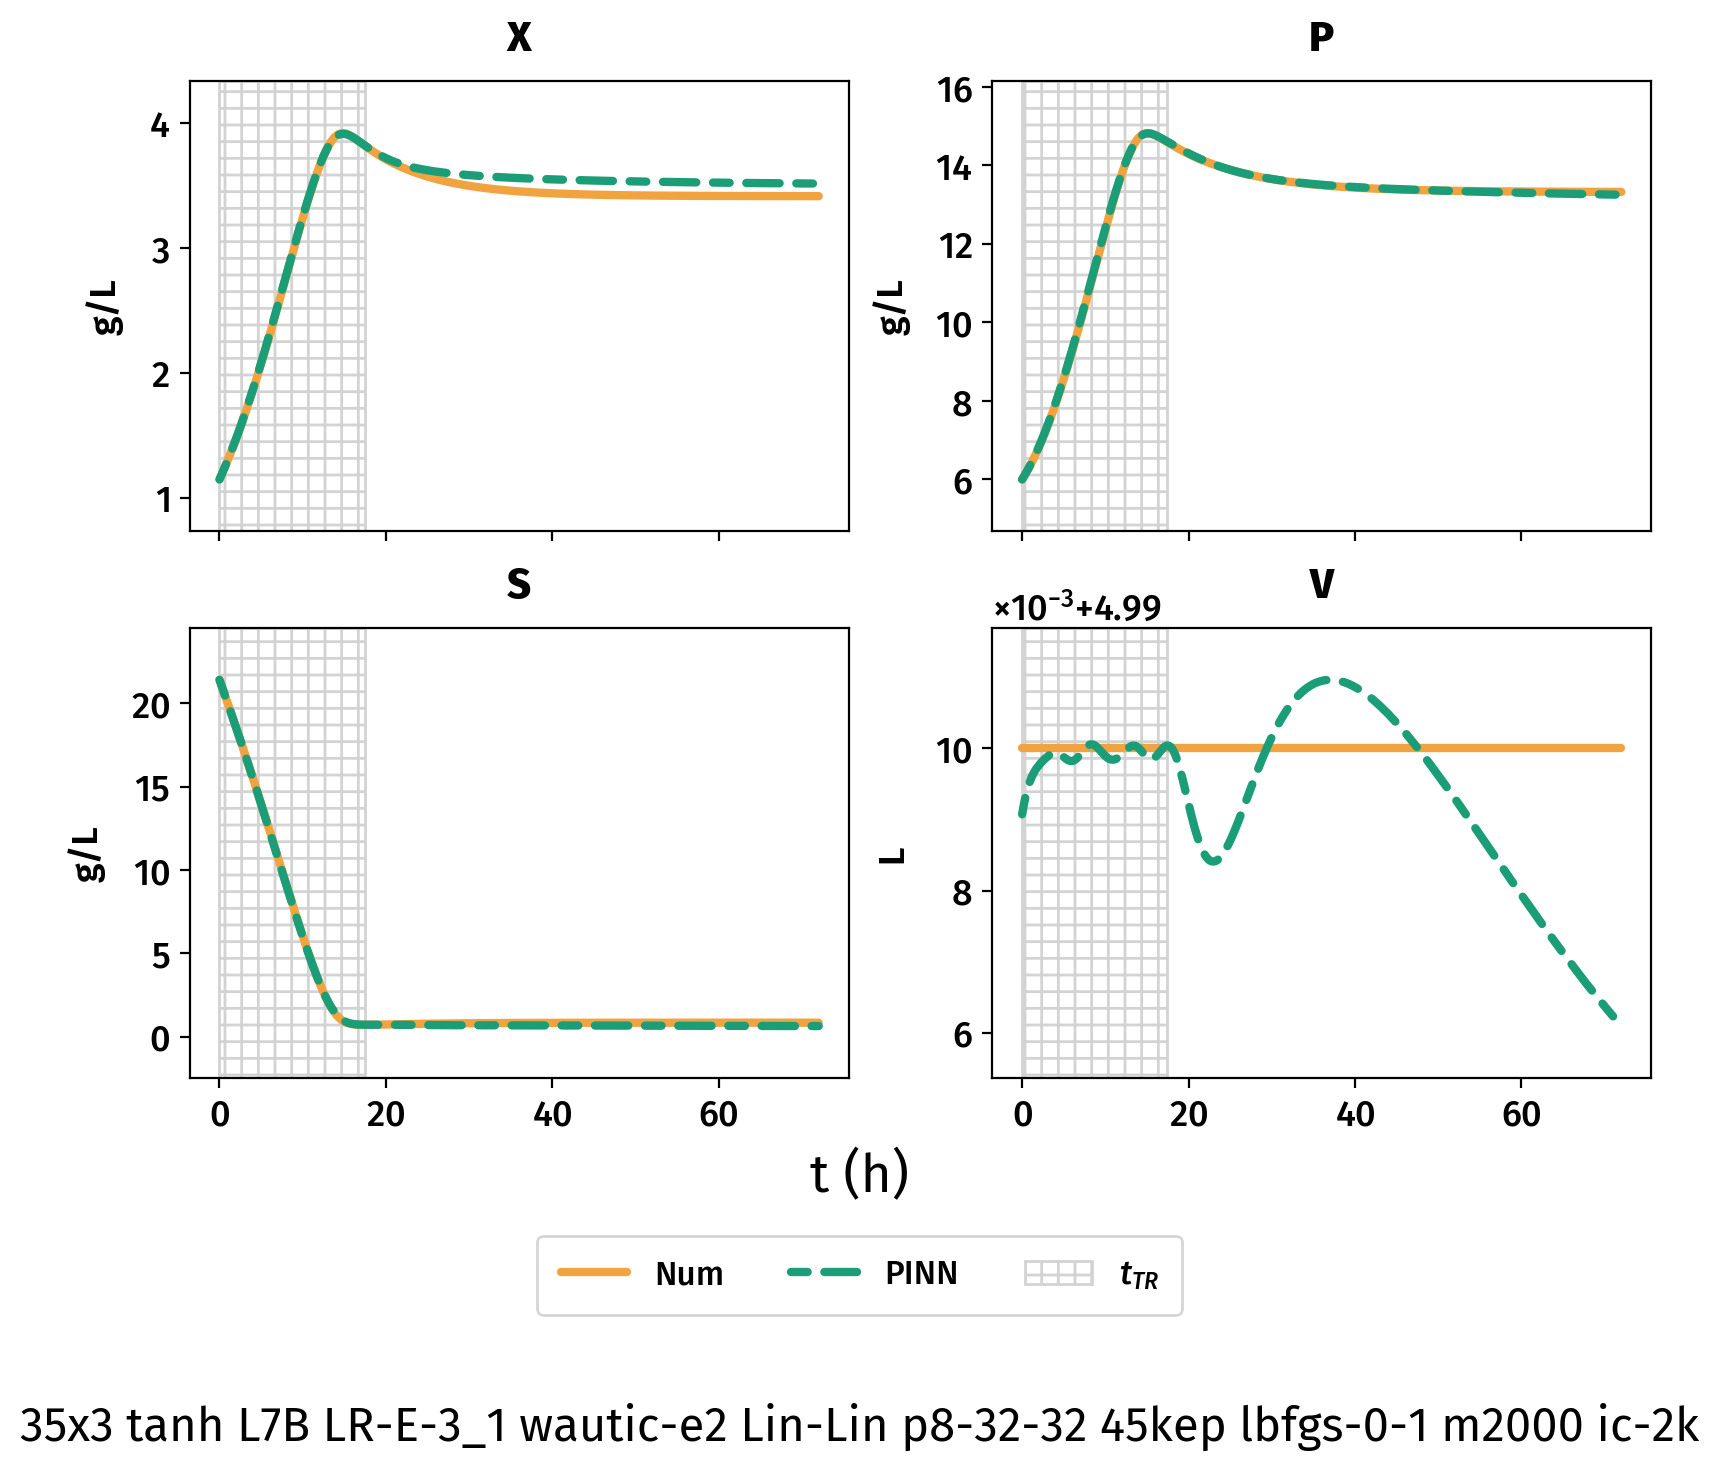 X
P
4
3
2
1
g/L
16
14
12
10
8
6
g/L
S
V
×10⁻³+4.99
20
15
10
5
0
g/L
10
8
6
L
0 20 40 60
0 20 40 60
t (h)
Num PINN t_TR
35x3 tanh L7B LR-E-3_1 wautic-e2 Lin-Lin p8-32-32 45kep lbfgs-0-1 m2000 ic-2k